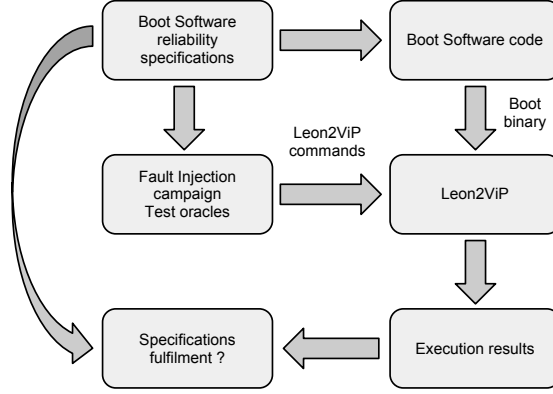 Boot Software
reliability
specifications
Boot Software code
Boot
binary
Leon2ViP
commands
Fault Injection
campaign
Test oracles
Leon2ViP
Specifications
fulfilment ?
Execution results